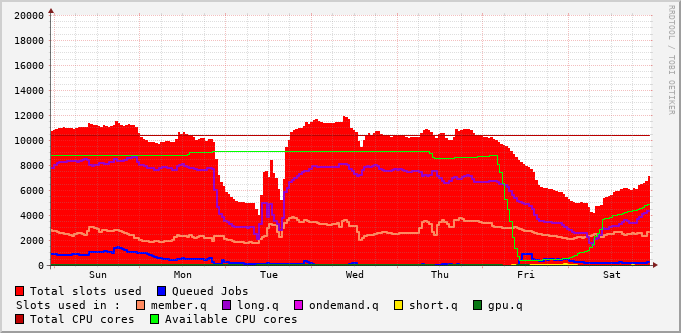 20000
18000
16000
14000
12000
10000
8000
6000
4000
2000
0
Sun Mon Tue Wed Thu Fri Sat
RRDTOOL / TOBI OETIKER
Total slots used Queued Jobs
Slots used in : member.q long.q ondemand.q short.q gpu.q
Total CPU cores Available CPU cores